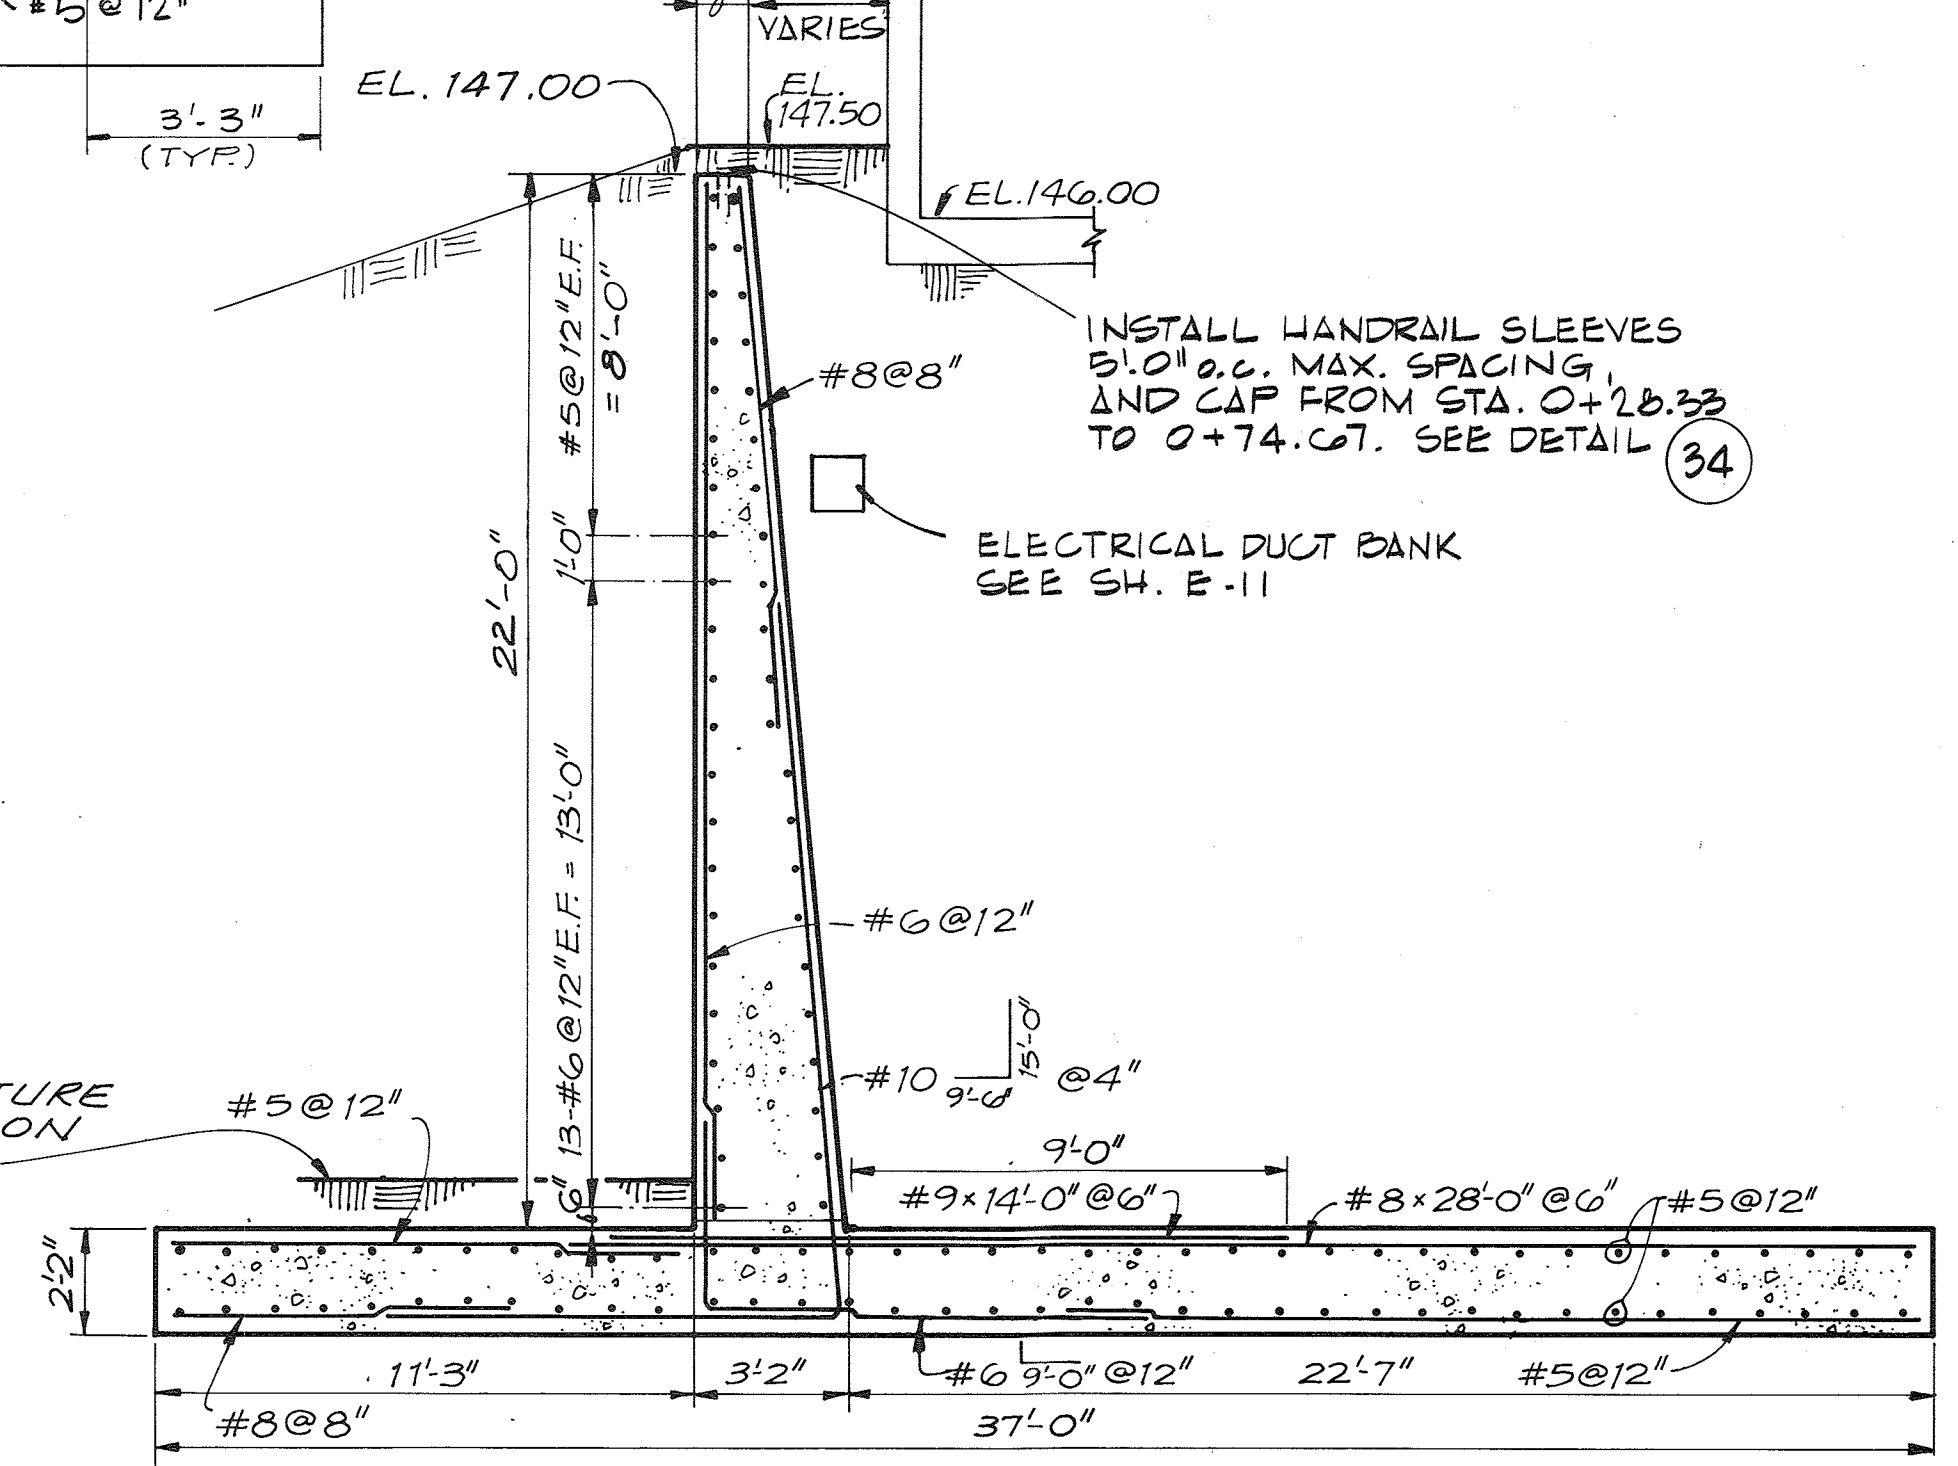 #5@12"
VARIES
EL. 147.00
EL.
147.50
3'-3"
(TYP.)
EL.146.00
#5@12"E.F.
= 8'-0"
#8@8"
INSTALL HANDRAIL SLEEVES
5'.0" o.c. MAX. SPACING,
AND CAP FROM STA. 0+28.33
TO 0+74.67. SEE DETAIL
34
1'-0"
22'-0"
ELECTRICAL DUCT BANK
SEE SH. E-11
13-#6@12"E.F. = 13'-0"
#6@12"
15'-0"
#10 9'-6" @4"
TURE
ON
#5@12"
6"
9'-0"
#9×14'-0"@6"
#8×28'-0"@6"
#5@12"
2'-2"
11'-3"
3'-2"
#6 9'-0" @12"
22'-7"
#5@12"
#8@8"
37'-0"